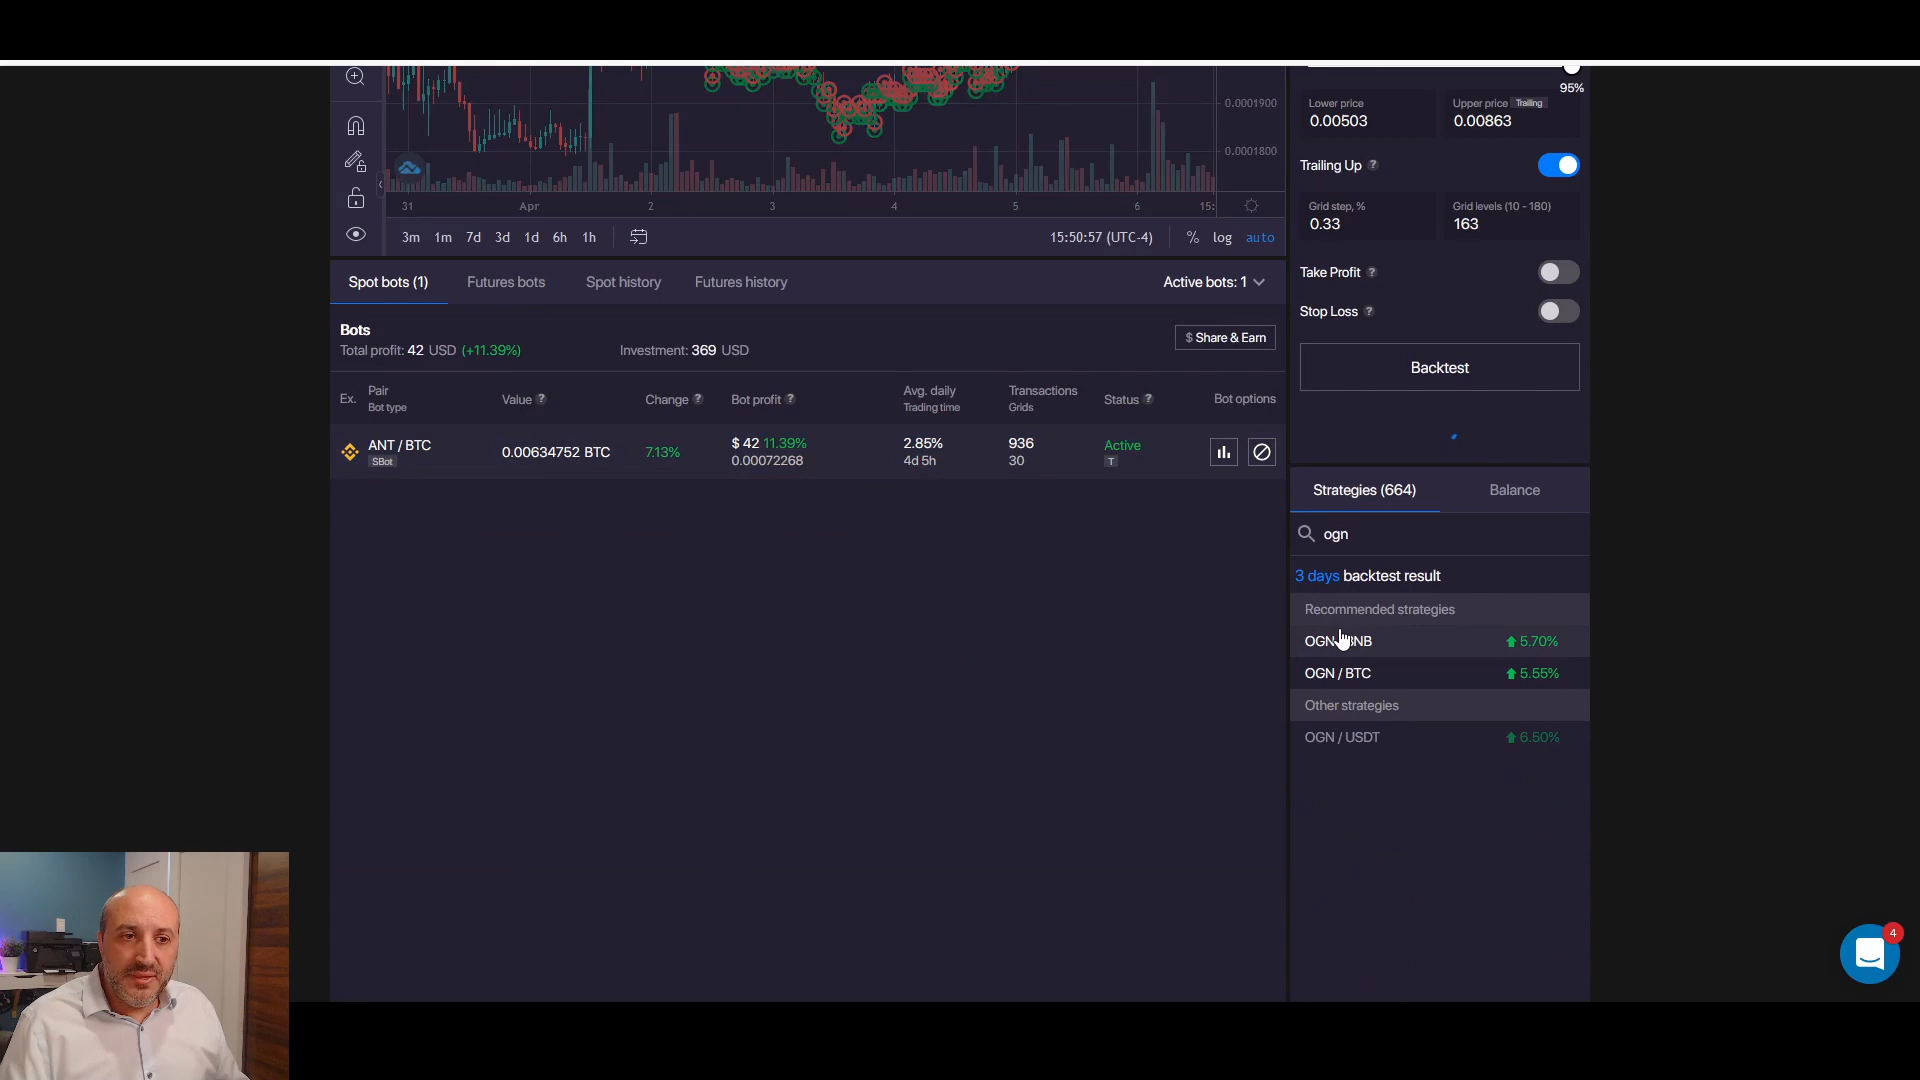 95%
Lower price
0.00503
Upper price Trailing
0.00863
0.0001900
0.0001800
Trailing Up ?
31 Apr 2 3 4 5 6 15:
Grid step, %
0.33
Grid levels (10 - 180)
163
3m 1m 7d 3d 1d 6h 1h
15:50:57 (UTC-4) % log auto
Take Profit ?
Stop Loss ?
Backtest
Spot bots (1) Futures bots Spot history Futures history Active bots: 1
Bots
Total profit: 42 USD (+11.39%) Investment: 369 USD
$ Share & Earn
Ex. Pair
Bot type
Value ? Change ? Bot profit ?
Avg. daily
Trading time
Transactions
Grids
Status ? Bot options
ANT / BTC
SBot
0.00634752 BTC
7.13%
$ 42 11.39%
0.00072268
2.85%
4d 5h
936
30
Active
T
Strategies (664) Balance
ogn
3 days backtest result
Recommended strategies
OGN BNB 5.70%
OGN / BTC 5.55%
Other strategies
OGN / USDT 6.50%
4